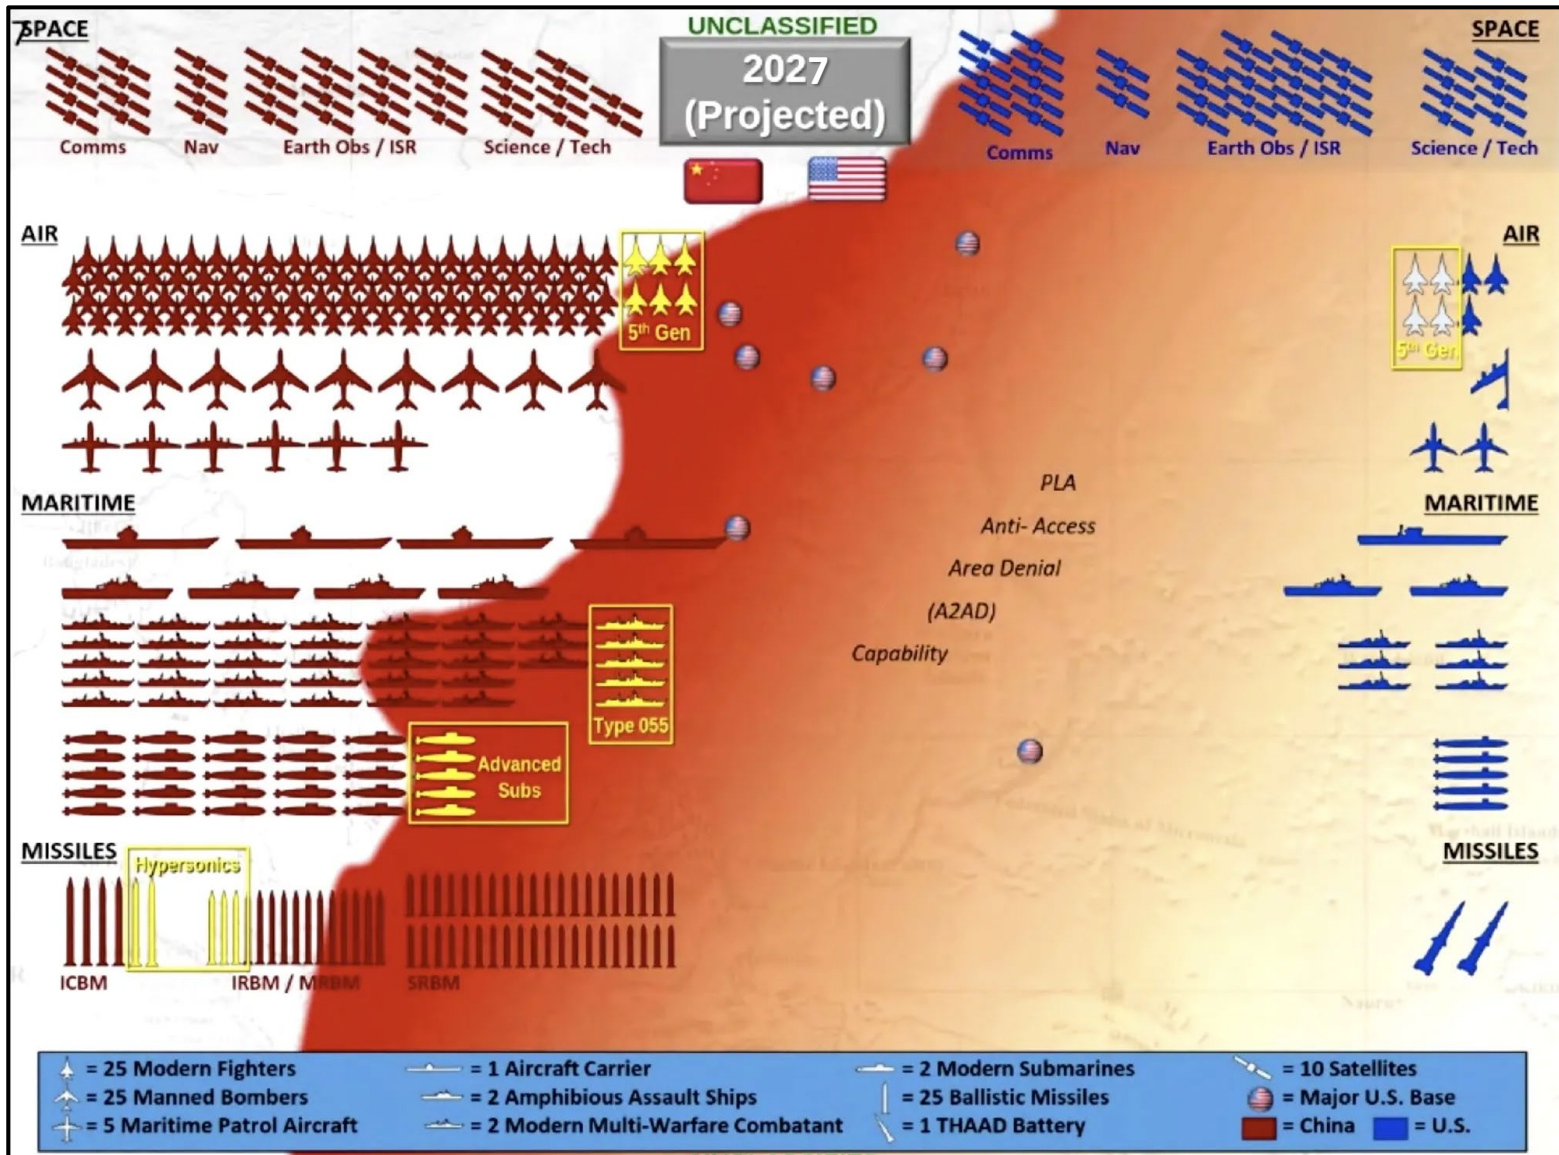 7
SPACE
UNCLASSIFIED
2027
(Projected)
SPACE
Comms
Nav
Earth Obs / ISR
Science / Tech
Comms
Nav
Earth Obs / ISR
Science / Tech
AIR
5th Gen
AIR
5th Gen
MARITIME
MARITIME
PLA
Anti- Access
Area Denial
(A2AD)
Capability
Type 055
Advanced
Subs
MISSILES
Hypersonics
ICBM
IRBM / MRBM
SRBM
MISSILES
= 25 Modern Fighters
= 25 Manned Bombers
= 5 Maritime Patrol Aircraft
= 1 Aircraft Carrier
= 2 Amphibious Assault Ships
= 2 Modern Multi-Warfare Combatant
= 2 Modern Submarines
= 25 Ballistic Missiles
= 1 THAAD Battery
= 10 Satellites
= Major U.S. Base
= China
= U.S.